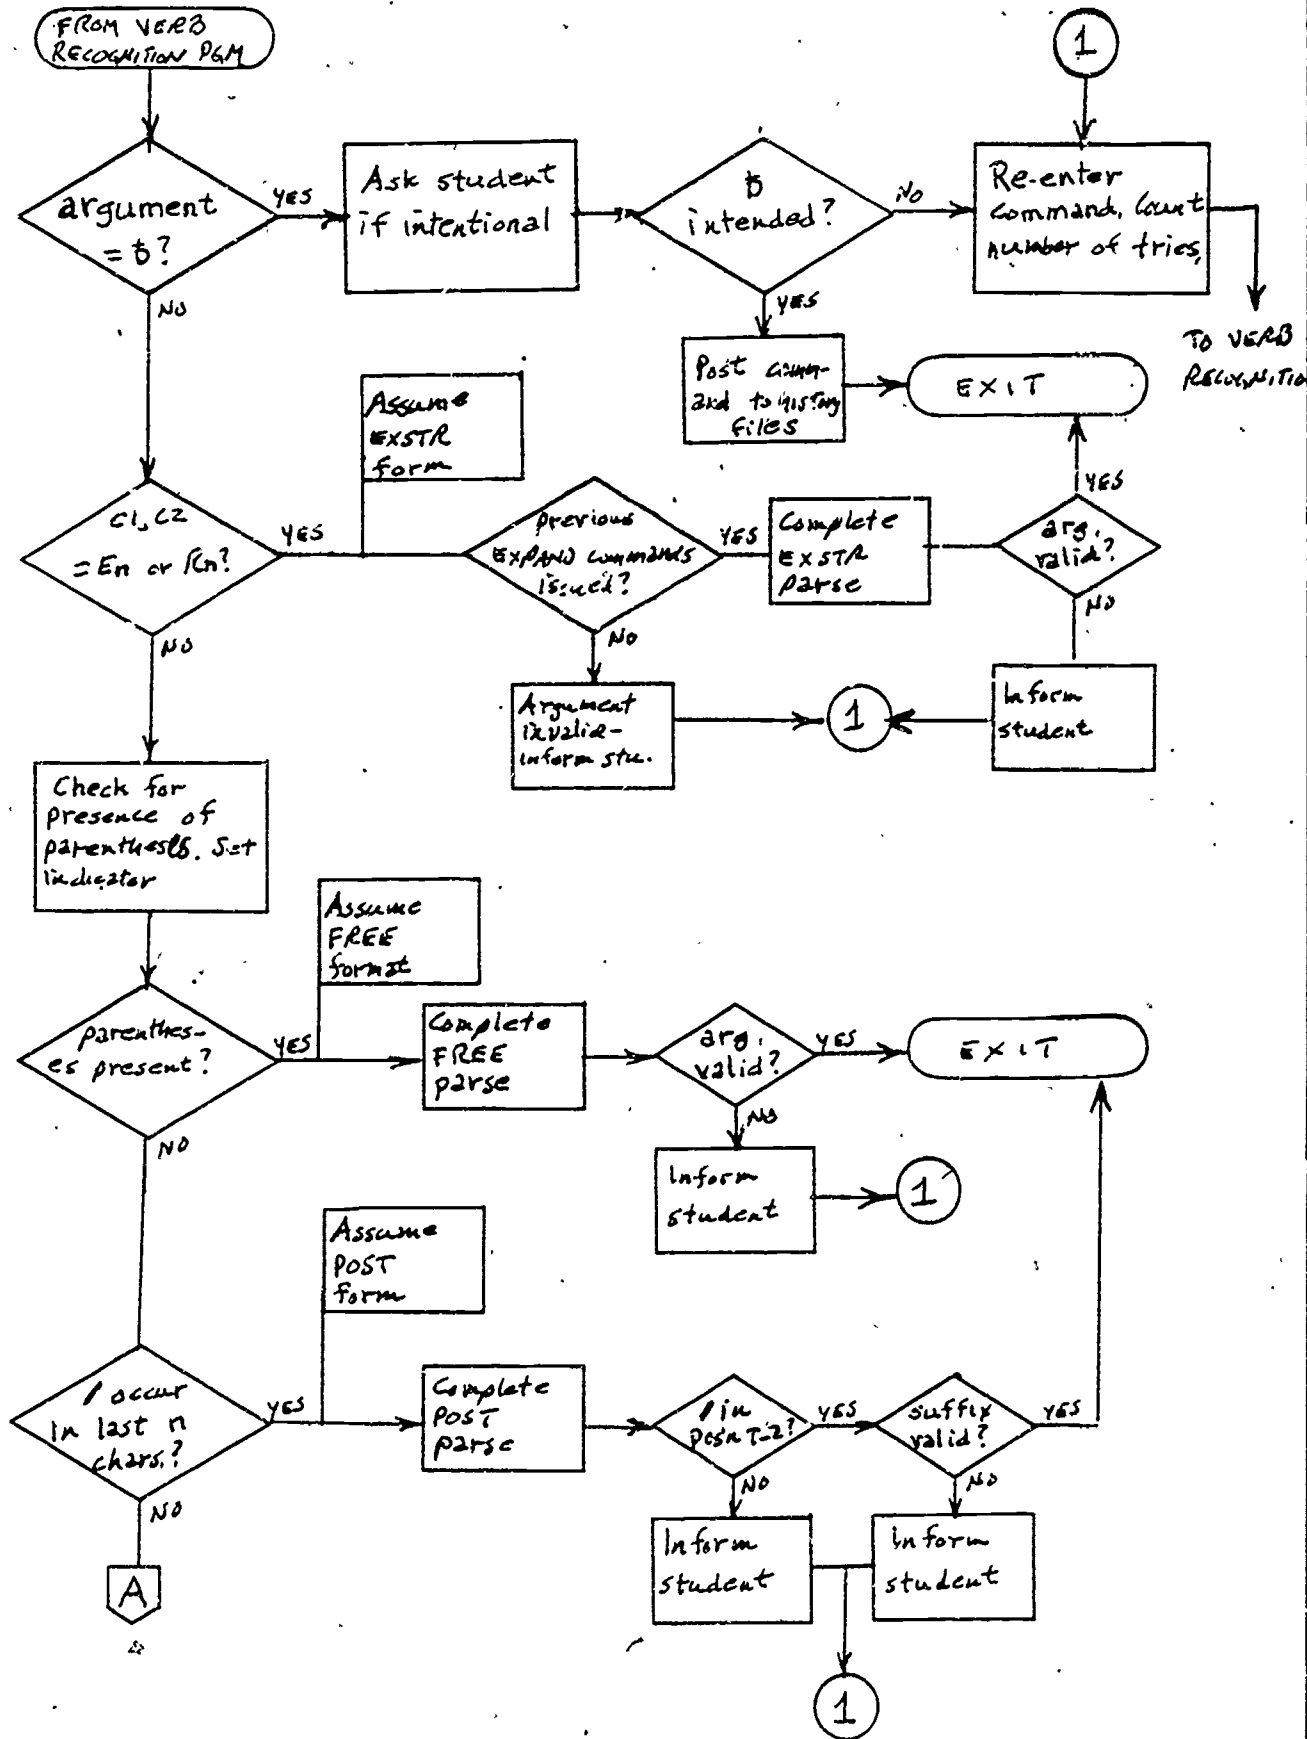 FROM VERB
RECOGNITION PGM
1
argument
= ƀ?
YES
NO
Ask student
if intentional
ƀ
intended?
NO
YES
Re-enter
command, count
number of tries,
TO VERB
RECOGNITIO
Post comm-
and to history
files
EXIT
C1, C2
= En or Rn?
YES
NO
Assume
EXSTR
form
previous
EXPAND commands
issued?
YES
NO
Complete
EXSTR
parse
arg.
valid?
YES
NO
Argument
invalid-
inform stu.
1
Inform
student
Check for
presence of
parenthesis. Set
indicator
parenthes-
es present?
YES
NO
Assume
FREE
format
Complete
FREE
parse
arg.
valid?
YES
NO
EXIT
Inform
student
1
/ occur
in last n
chars.?
YES
NO
Assume
POST
form
Complete
POST
parse
/ in
posn T-2?
YES
NO
suffix
valid?
YES
NO
Inform
student
Inform
student
A
1